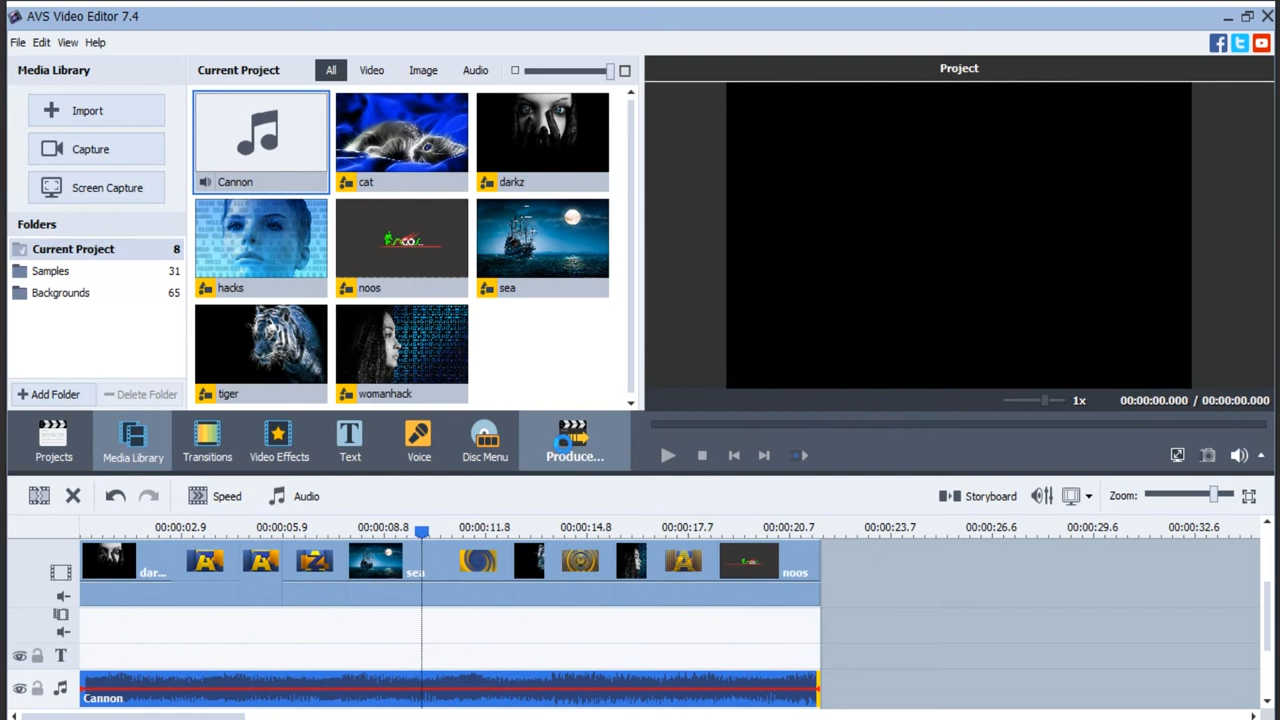 AVS Video Editor 7.4
File Edit View Help
Media Library
Current Project
All
Video
Image
Audio
Import
Capture
Screen Capture
Cannon
cat
darkz
Folders
Current Project 8
Samples 31
Backgrounds 65
hacks
noos
sea
tiger
womanhack
Add Folder
Delete Folder
Project
1x
00:00:00.000 / 00:00:00.000
Projects
Media Library
Transitions
Video Effects
Text
Voice
Disc Menu
Produce...
Speed
Audio
Storyboard
Zoom:
00:00:02.9 00:00:05.9 00:00:08.8 00:00:11.8 00:00:14.8 00:00:17.7 00:00:20.7 00:00:23.7 00:00:26.6 00:00:29.6 00:00:32.6
dar...
sea
noos
T
Cannon